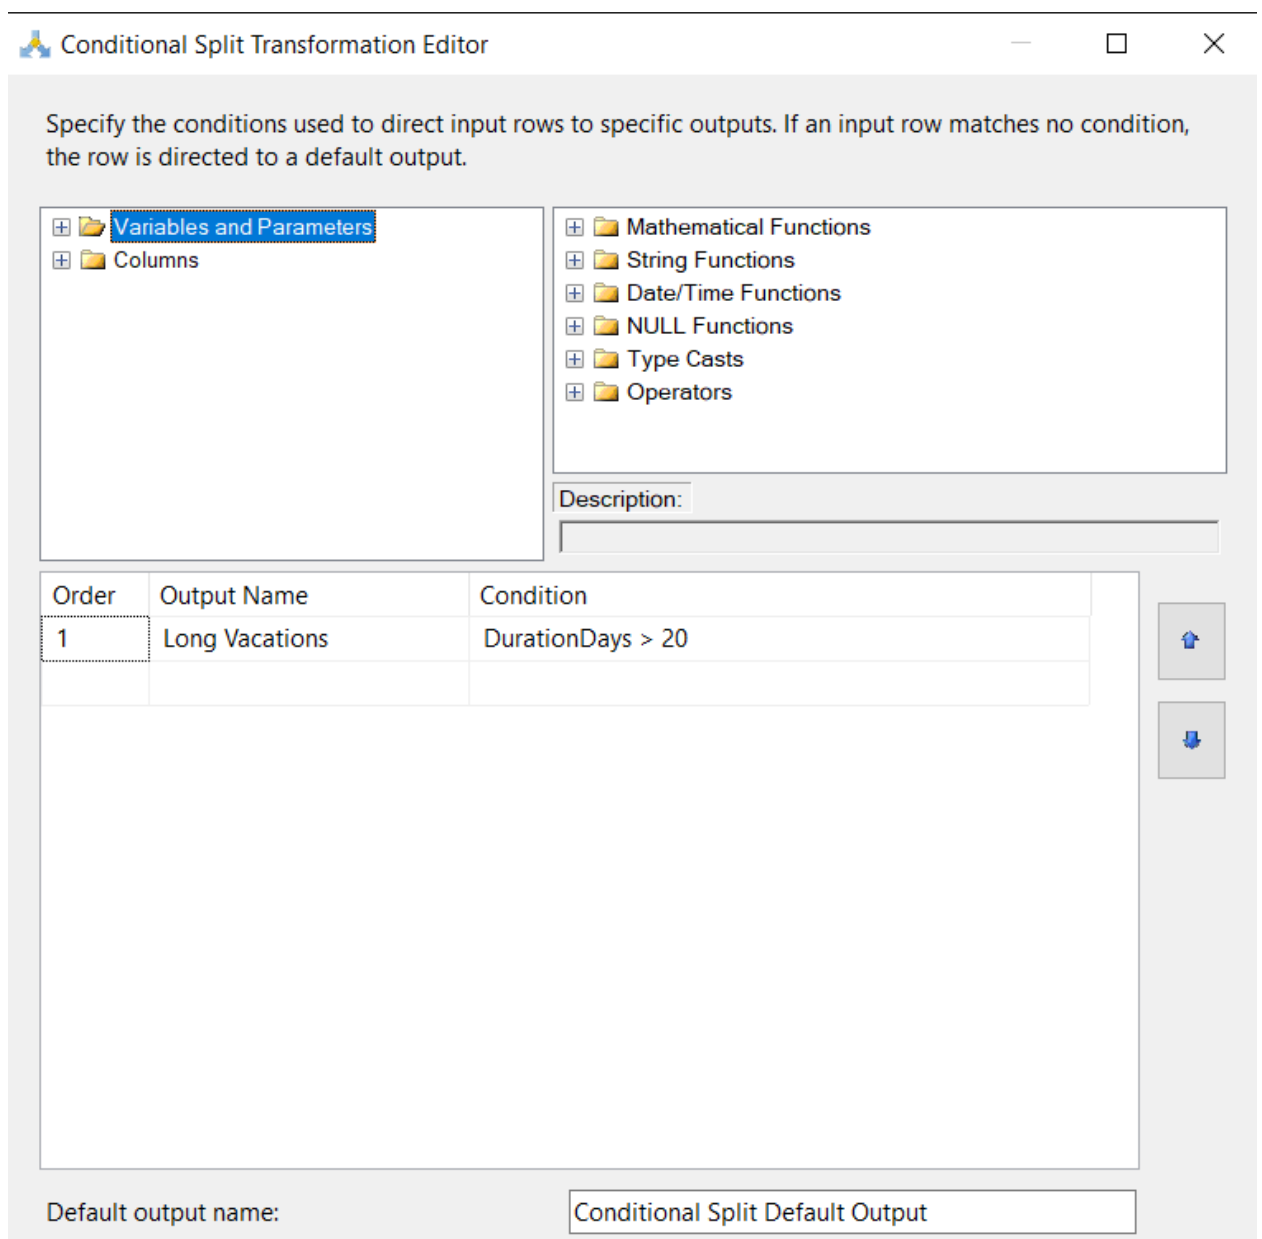 Conditional Split Transformation Editor
Specify the conditions used to direct input rows to specific outputs. If an input row matches no condition,
the row is directed to a default output.
Variables and Parameters
Columns
Mathematical Functions
String Functions
Date/Time Functions
NULL Functions
Type Casts
Operators
Description:
Order Output Name Condition
1 Long Vacations DurationDays > 20
Default output name: Conditional Split Default Output